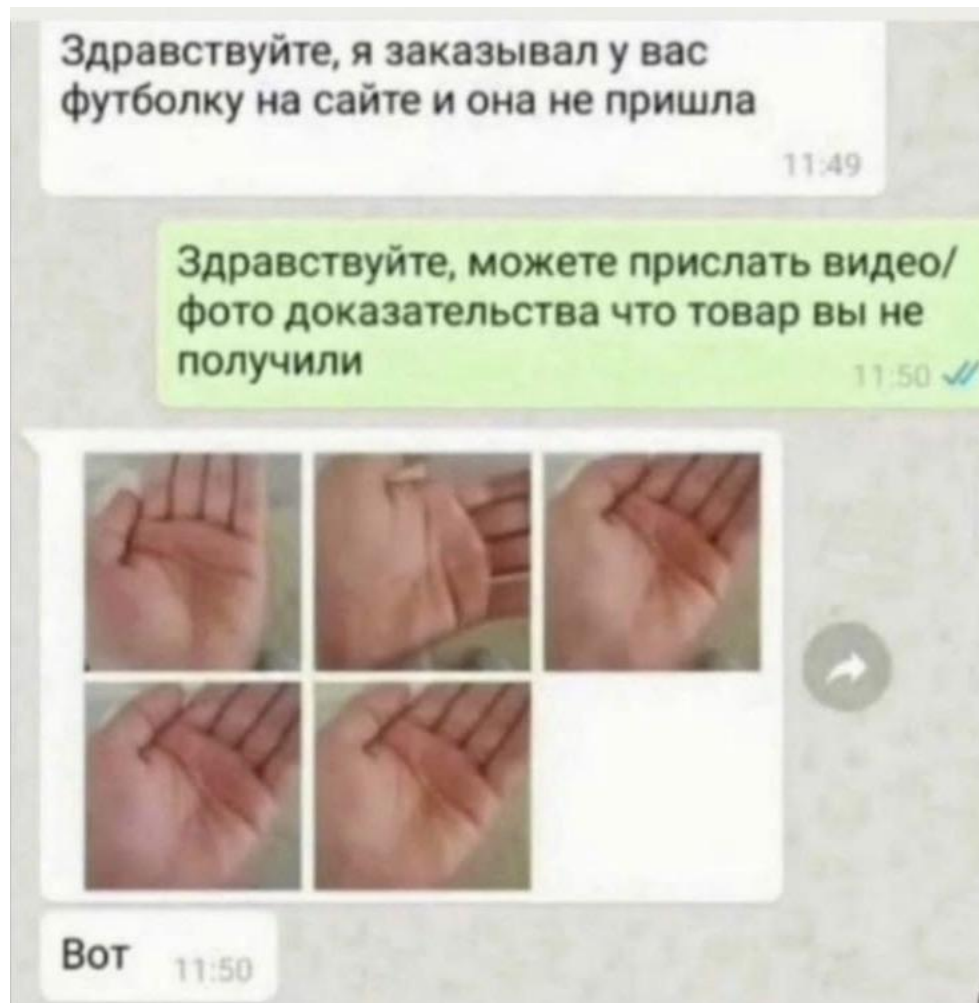 Здравствуйте, я заказывал у вас
футболку на сайте и она не пришла
11:49
Здравствуйте, можете прислать видео/
фото доказательства что товар вы не
получили
11:50
Вот
11:50